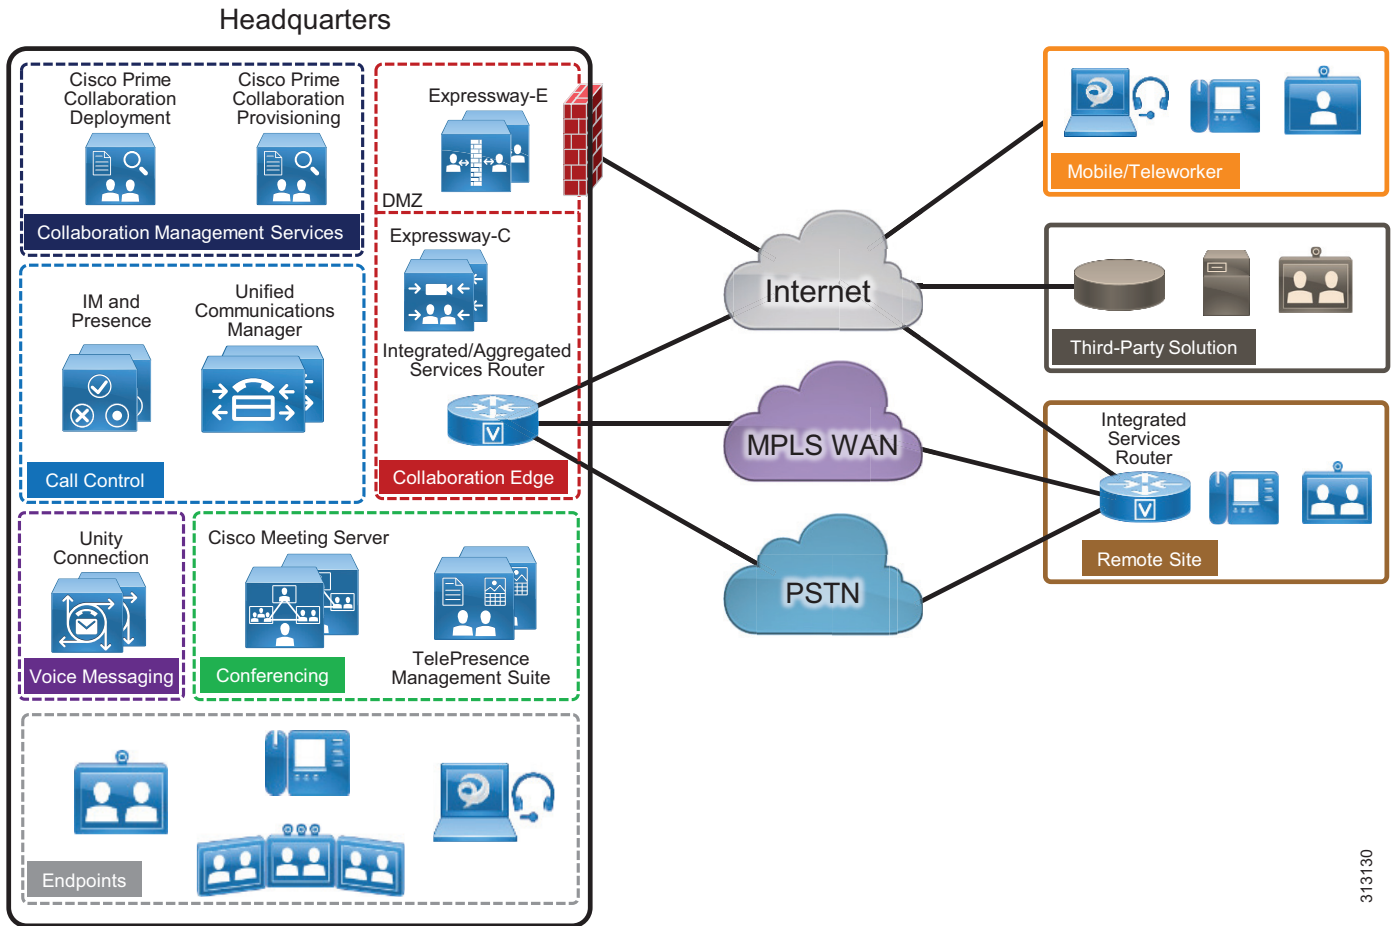 Headquarters
Cisco Prime
Collaboration
Deployment
Cisco Prime
Collaboration
Provisioning
Collaboration Management Services
Expressway-E
DMZ
Expressway-C
Integrated/Aggregated
Services Router
V
Collaboration Edge
IM and
Presence
Unified
Communications
Manager
Call Control
Unity
Connection
Voice Messaging
Cisco Meeting Server
TelePresence
Management Suite
Conferencing
Endpoints
Internet
MPLS WAN
PSTN
Mobile/Teleworker
Third-Party Solution
Integrated
Services
Router
V
Remote Site
313130